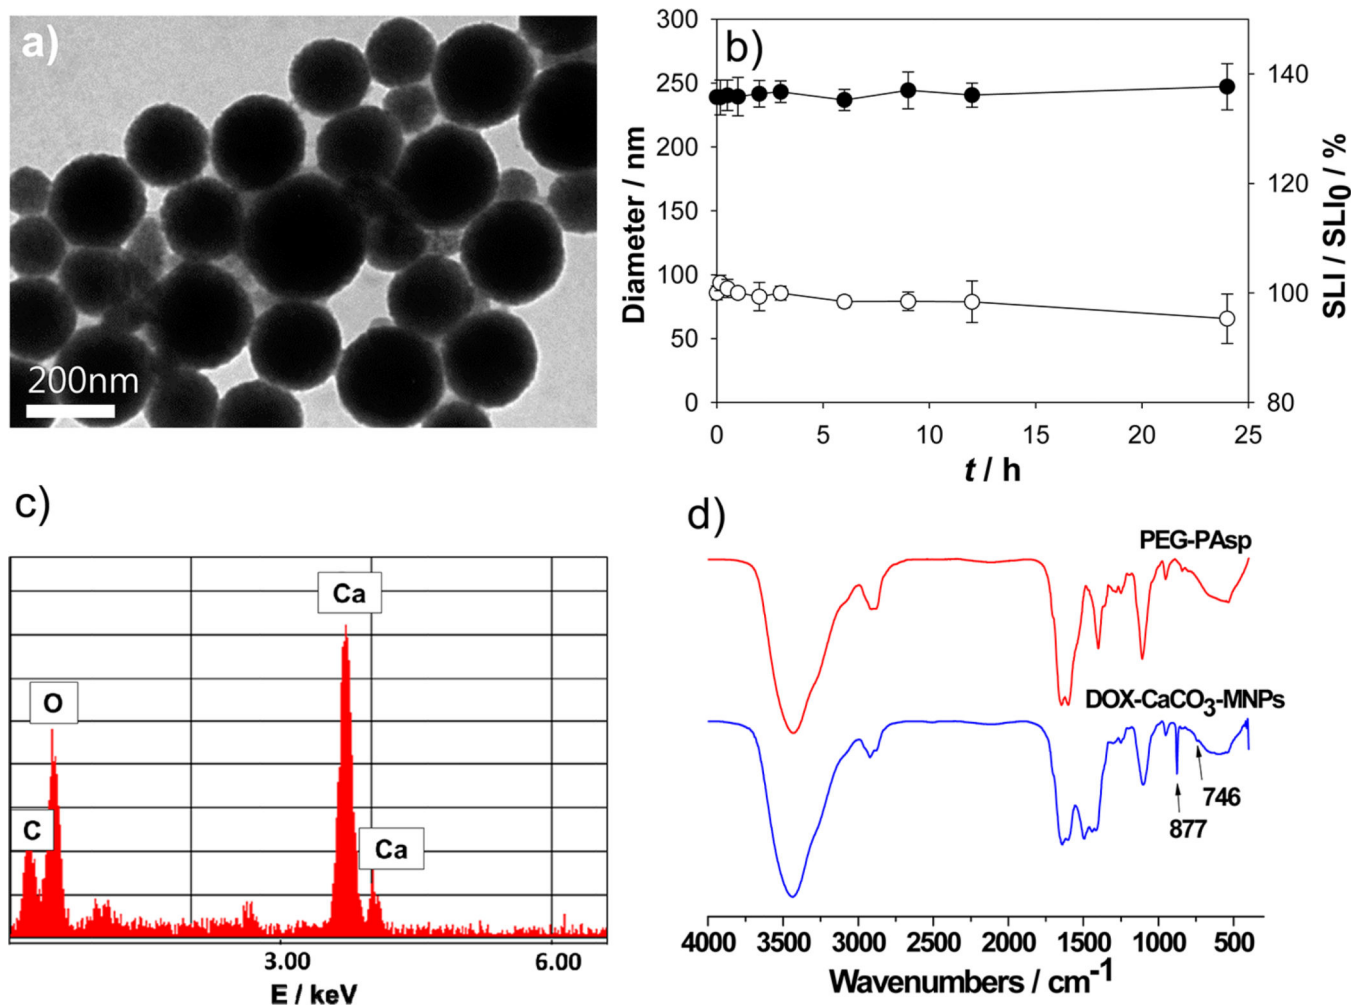 a)
200nm
b)
300
250
200
150
100
50
0
Diameter / nm
140
120
100
80
SLI / SLI0 / %
0 5 10 15 20 25
t / h
c)
Ca
O
C
Ca
3.00 6.00
E / keV
d)
PEG-PAsp
DOX-CaCO3-MNPs
746
877
4000 3500 3000 2500 2000 1500 1000 500
Wavenumbers / cm-1